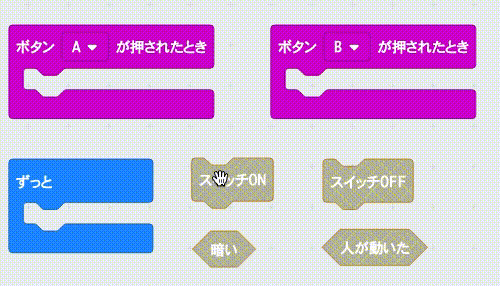 ボタン A が押されたとき
ボタン B が押されたとき
ずっと
スイッチON
スイッチOFF
暗い
人が動いた